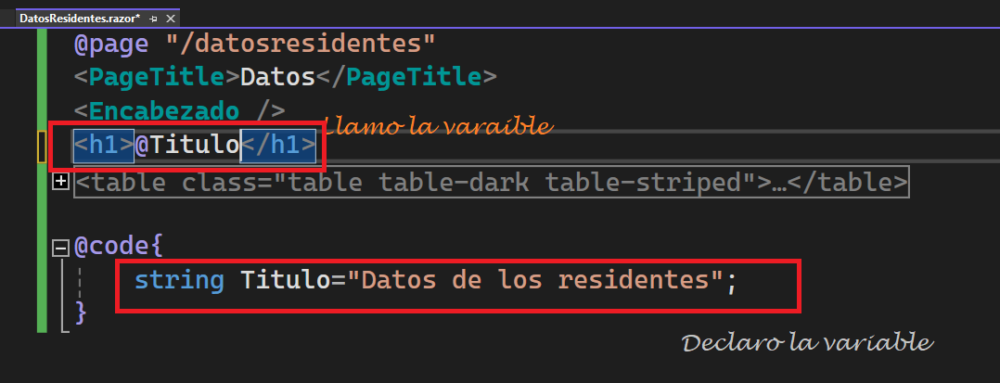 DatosResidentes.razor*
@page "/datosresidentes"
<PageTitle>Datos</PageTitle>
<Encabezado />
Llamo la varaible
<h1>@Titulo</h1>
<table class="table table-dark table-striped">…</table>
@code{
string Titulo="Datos de los residentes";
}
Declaro la variable